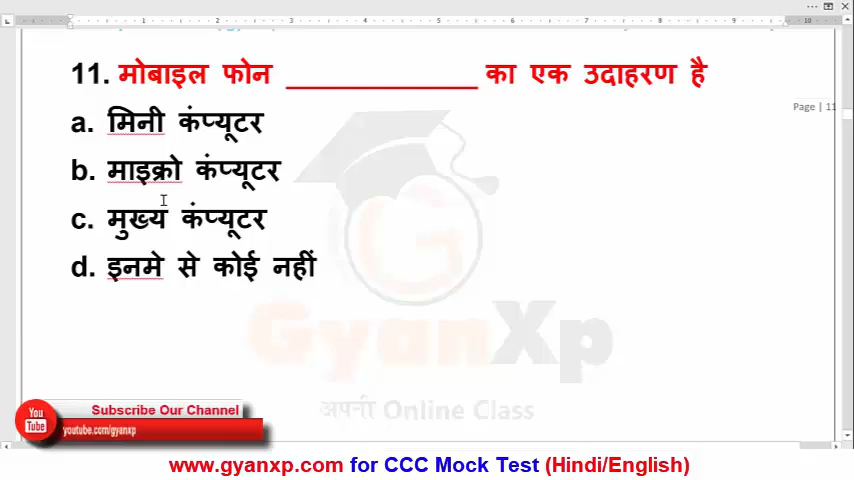 11. मोबाइल फोन _____________ का एक उदाहरण है
Page | 11
a. मिनी कंप्यूटर
b. माइक्रो कंप्यूटर
c. मुख्य कंप्यूटर
d. इनमे से कोई नहीं
GyanXp
अपनी Online Class
You Tube
Subscribe Our Channel
youtube.com/gyanxp
www.gyanxp.com for CCC Mock Test (Hindi/English)